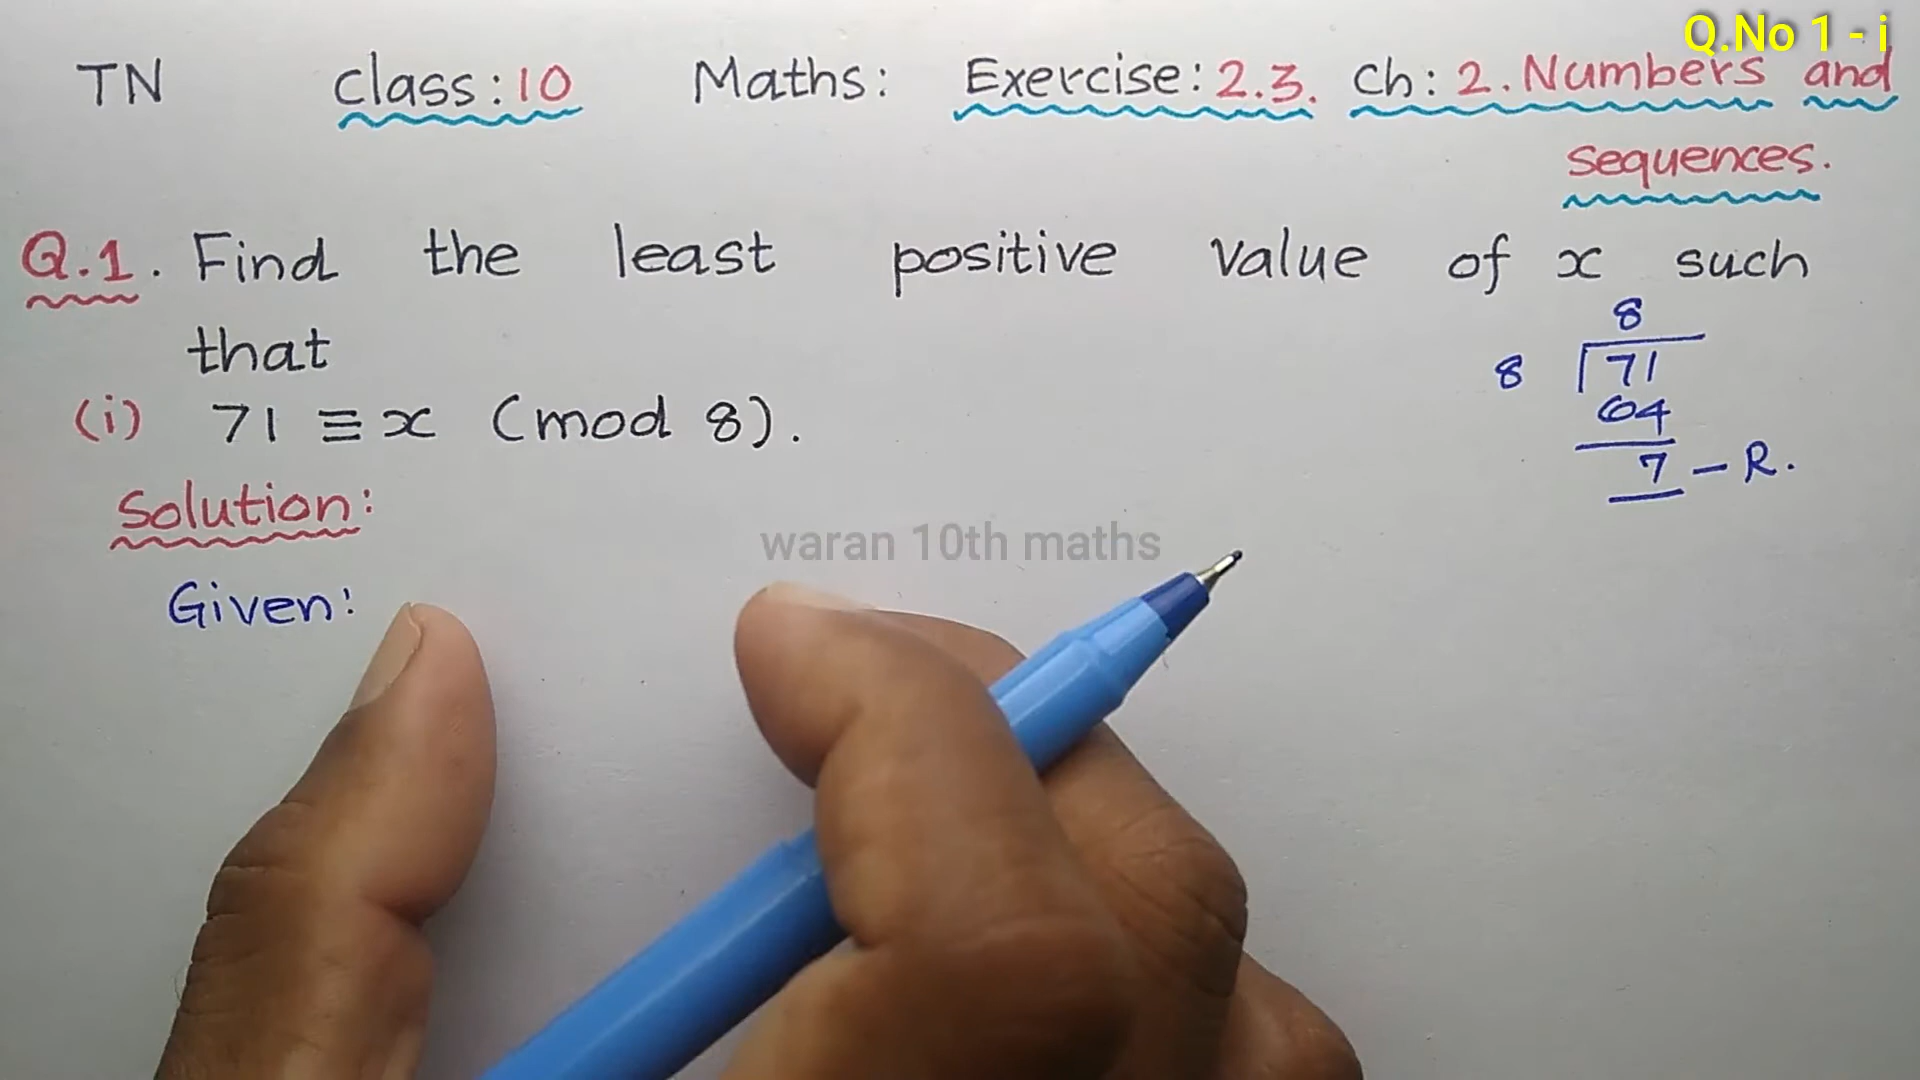 Q.No 1 - i
TN class:10 Maths: Exercise:2.3. Ch: 2. Numbers and
sequences.
Q.1. Find the least positive value of x such
that
(i) 71 ≡ x (mod 8).
8
8 71
64
7 – R.
Solution:
waran 10th maths
Given: